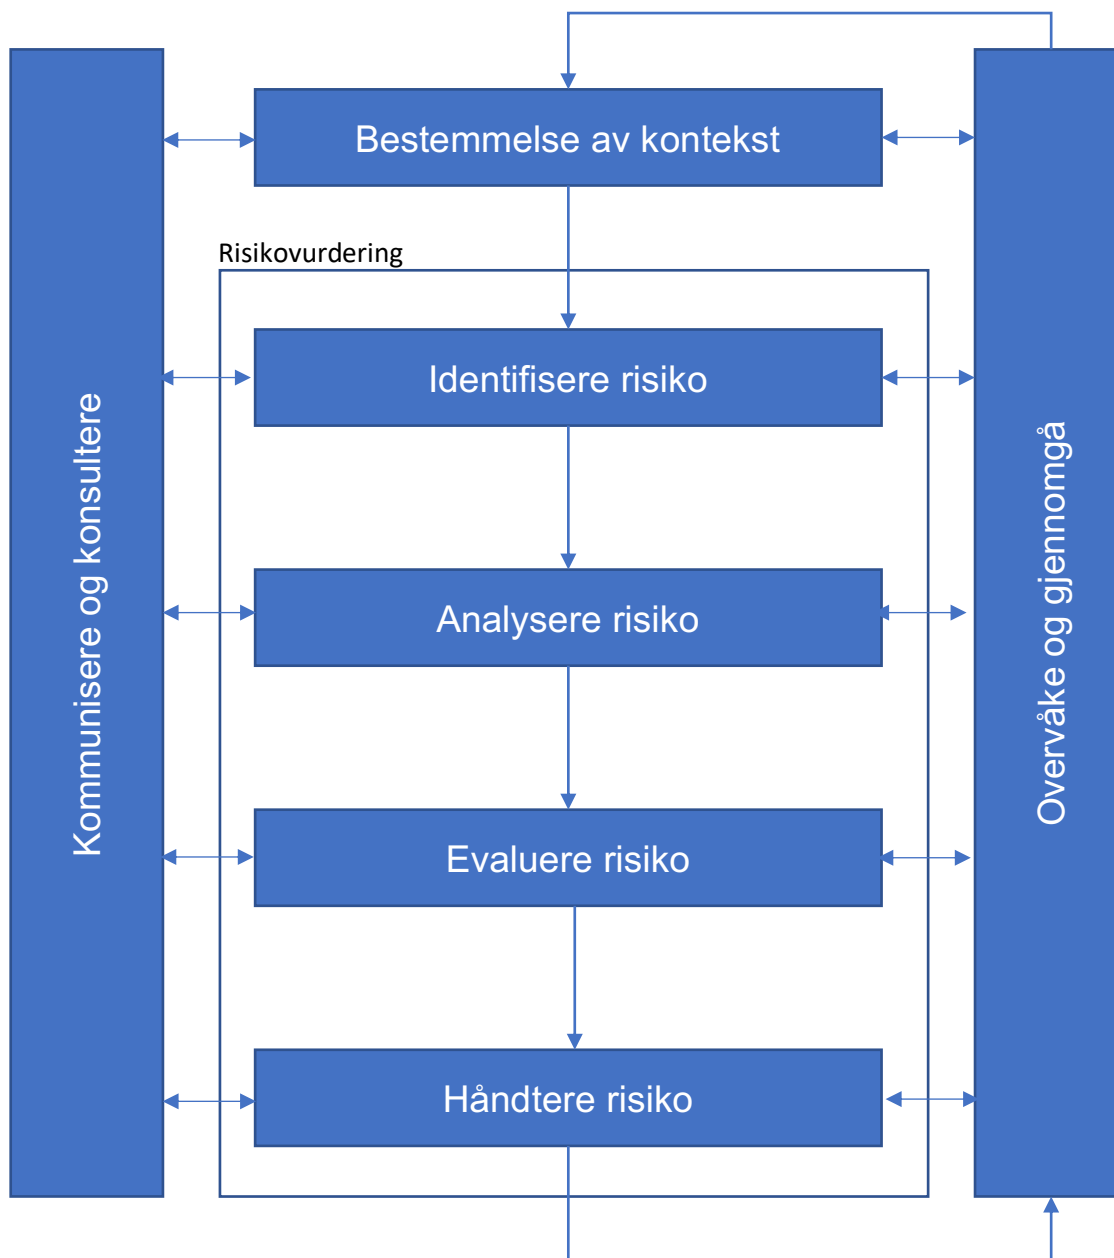 Bestemmelse av kontekst
Risikovurdering
Identifisere risiko
Analysere risiko
Evaluere risiko
Håndtere risiko
Kommunisere og konsultere
Overvåke og gjennomgå